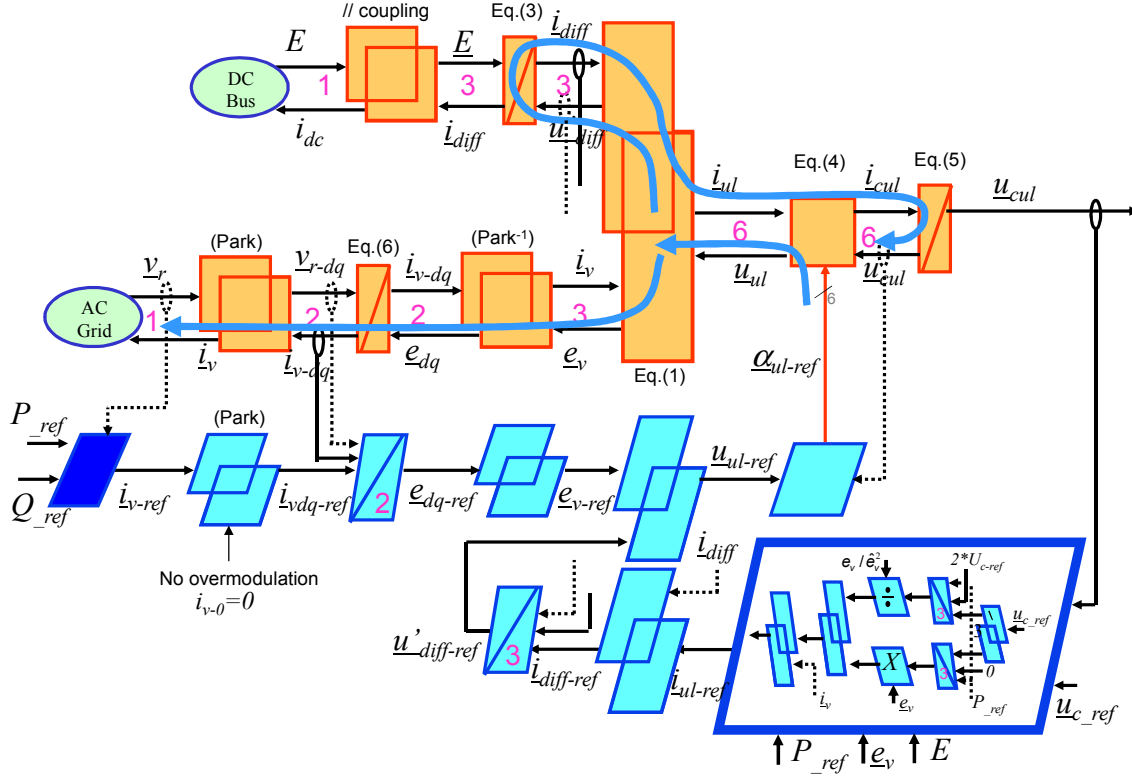 // coupling
Eq.(3)
i_diff
E
E
DC
Bus
1
3
3
i_dc
i_diff
u_diff
Eq.(4)
Eq.(5)
i_ul
i_cul
u_cul
6
6
u_ul
u_cul
6
(Park)
Eq.(6)
(Park-1)
v_r
v_r-dq
i_v-dq
i_v
AC
Grid
1
2
2
3
i_v
i_v-dq
e_dq
e_v
Eq.(1)
α_ul-ref
P_ref
(Park)
u_ul-ref
Q_ref
i_v-ref
i_vdq-ref
2
e_dq-ref
e_v-ref
i_diff
No overmodulation
i_v-0=0
e_v / ê_v²
2*U_c-ref
3
u_c_ref
u'_diff-ref
3
X
3
0
i_diff-ref
i_ul-ref
i_v
e_v
P_ref
u_c_ref
P_ref
e_v
E